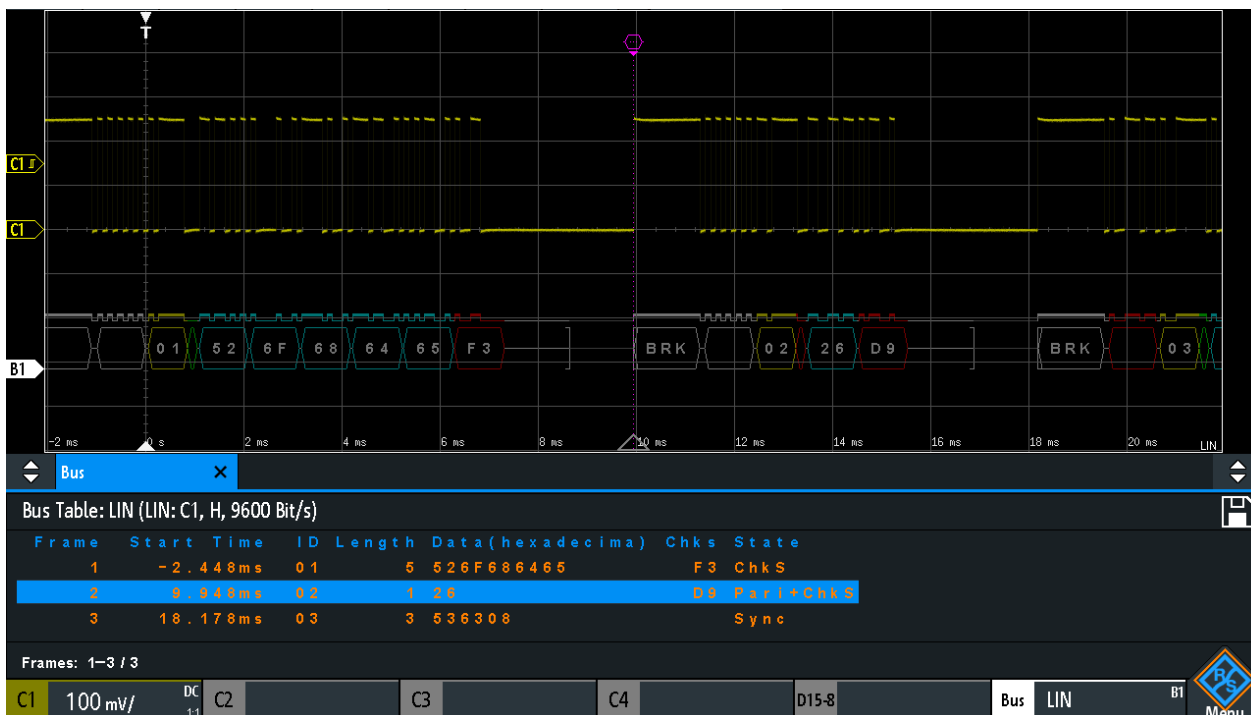 T
C1
C1
01 52 6F 68 64 65 F3 BRK 02 26 D9 BRK 03
B1
-2 ms 0 s 2 ms 4 ms 6 ms 8 ms 10 ms 12 ms 14 ms 16 ms 18 ms 20 ms LIN
Bus ×
Bus Table: LIN (LIN: C1, H, 9600 Bit/s)
Frame Start Time ID Length Data(hexadecima) Chks State
1 -2.448ms 01 5 526F686465 F3 ChkS
2 9.948ms 02 1 26 D9 Pari+ChkS
3 18.178ms 03 3 536308 Sync
Frames: 1-3 / 3
C1 100 mV/ DC 1:1 C2 C3 C4 D15-8 Bus LIN B1
R&S
Menu